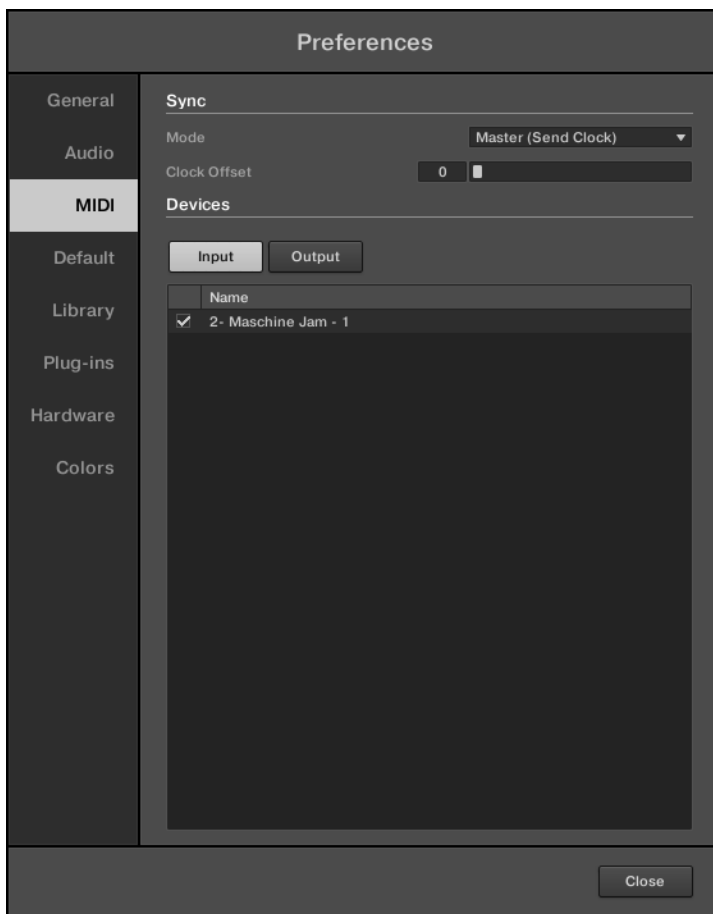 Preferences
General
Audio
MIDI
Default
Library
Plug-ins
Hardware
Colors
Sync
Mode Master (Send Clock)
Clock Offset 0
Devices
Input Output
Name
2- Maschine Jam - 1
Close